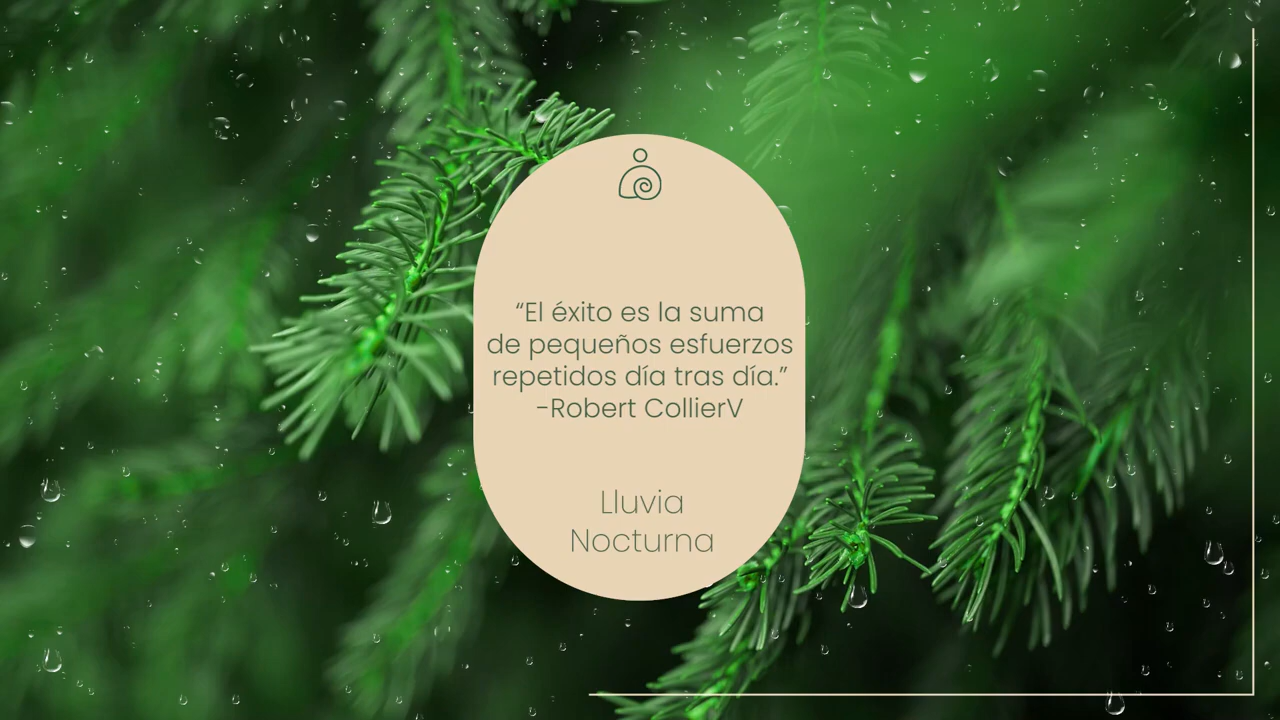 “El éxito es la suma
de pequeños esfuerzos
repetidos día tras día.”
-Robert CollierV
Lluvia
Nocturna